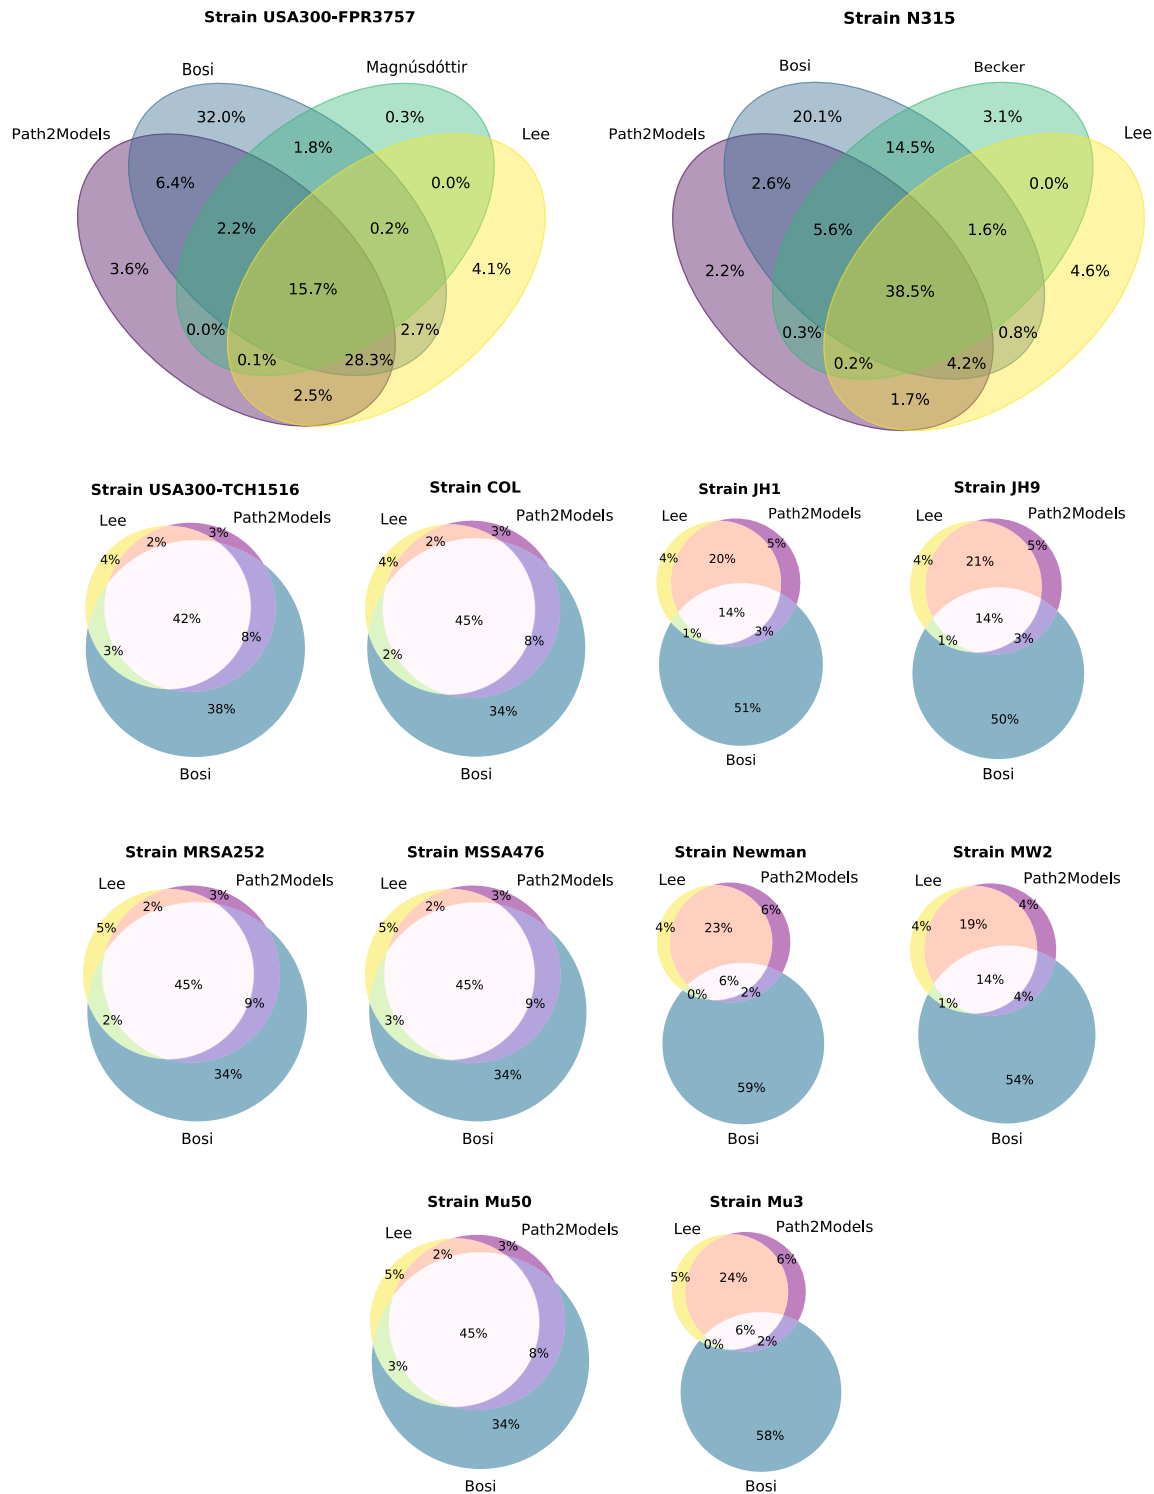 Strain USA300-FPR3757
Bosi
Magnúsdóttir
Path2Models
Lee
32.0%
0.3%
1.8%
6.4%
0.0%
2.2%
0.2%
3.6%
4.1%
15.7%
0.0%
2.7%
0.1%
28.3%
2.5%
Strain N315
Bosi
Becker
Path2Models
Lee
20.1%
3.1%
14.5%
2.6%
0.0%
5.6%
1.6%
2.2%
4.6%
38.5%
0.3%
0.8%
0.2%
4.2%
1.7%
Strain USA300-TCH1516
Lee
Path2Models
3%
2%
4%
42%
8%
3%
38%
Bosi
Strain COL
Lee
Path2Models
3%
2%
4%
45%
8%
2%
34%
Bosi
Strain JH1
Lee
Path2Models
5%
4%
20%
14%
1%
3%
51%
Bosi
Strain JH9
Lee
Path2Models
5%
4%
21%
14%
1%
3%
50%
Bosi
Strain MRSA252
Lee
Path2Models
3%
2%
5%
45%
9%
2%
34%
Bosi
Strain MSSA476
Lee
Path2Models
3%
2%
5%
45%
9%
3%
34%
Bosi
Strain Newman
Lee
Path2Models
6%
4%
23%
6%
0%
2%
59%
Bosi
Strain MW2
Lee
Path2Models
4%
4%
19%
14%
1%
4%
54%
Bosi
Strain Mu50
Lee
Path2Models
3%
2%
5%
45%
8%
3%
34%
Bosi
Strain Mu3
Lee
Path2Models
6%
5%
24%
6%
0%
2%
58%
Bosi